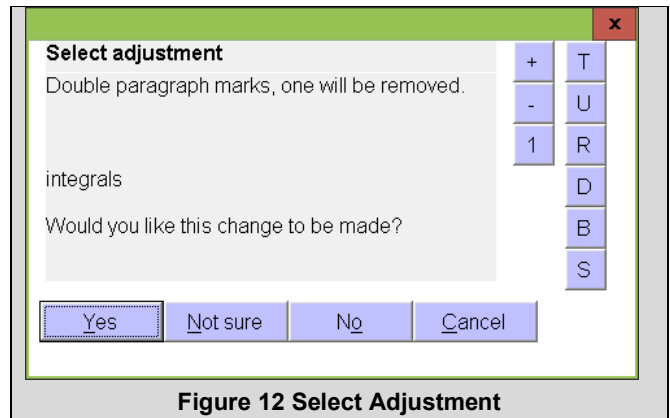 x
Select adjustment
Double paragraph marks, one will be removed.
integrals
Would you like this change to be made?
+
-
1
T
U
R
D
B
S
Yes Not sure No Cancel
Figure 12 Select Adjustment